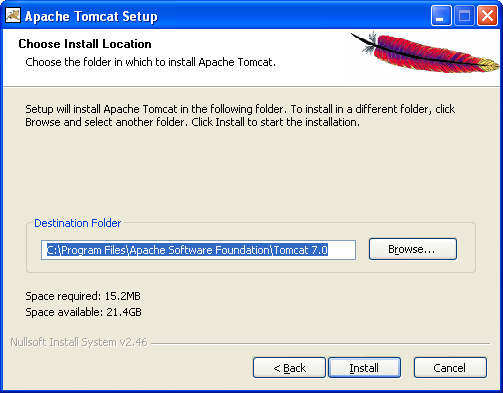 Apache Tomcat Setup
Choose Install Location
Choose the folder in which to install Apache Tomcat.
Setup will install Apache Tomcat in the following folder. To install in a different folder, click
Browse and select another folder. Click Install to start the installation.
Destination Folder
C:\Program Files\Apache Software Foundation\Tomcat 7.0
Browse...
Space required: 15.2MB
Space available: 21.4GB
Nullsoft Install System v2.46
< Back
Install
Cancel